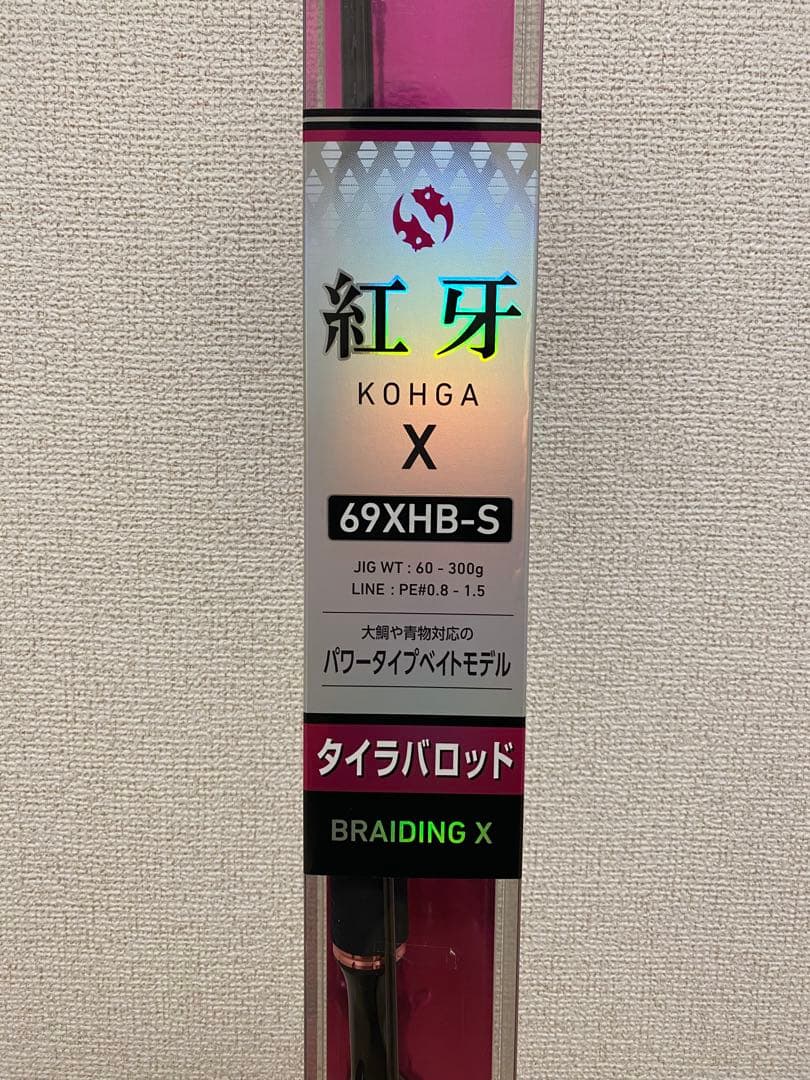 紅牙
KOHGA
X
69XHB-S
JIG WT : 60 - 300g
LINE : PE#0.8 - 1.5
大鯛や青物対応の
パワータイプベイトモデル
タイラバロッド
BRAIDING X